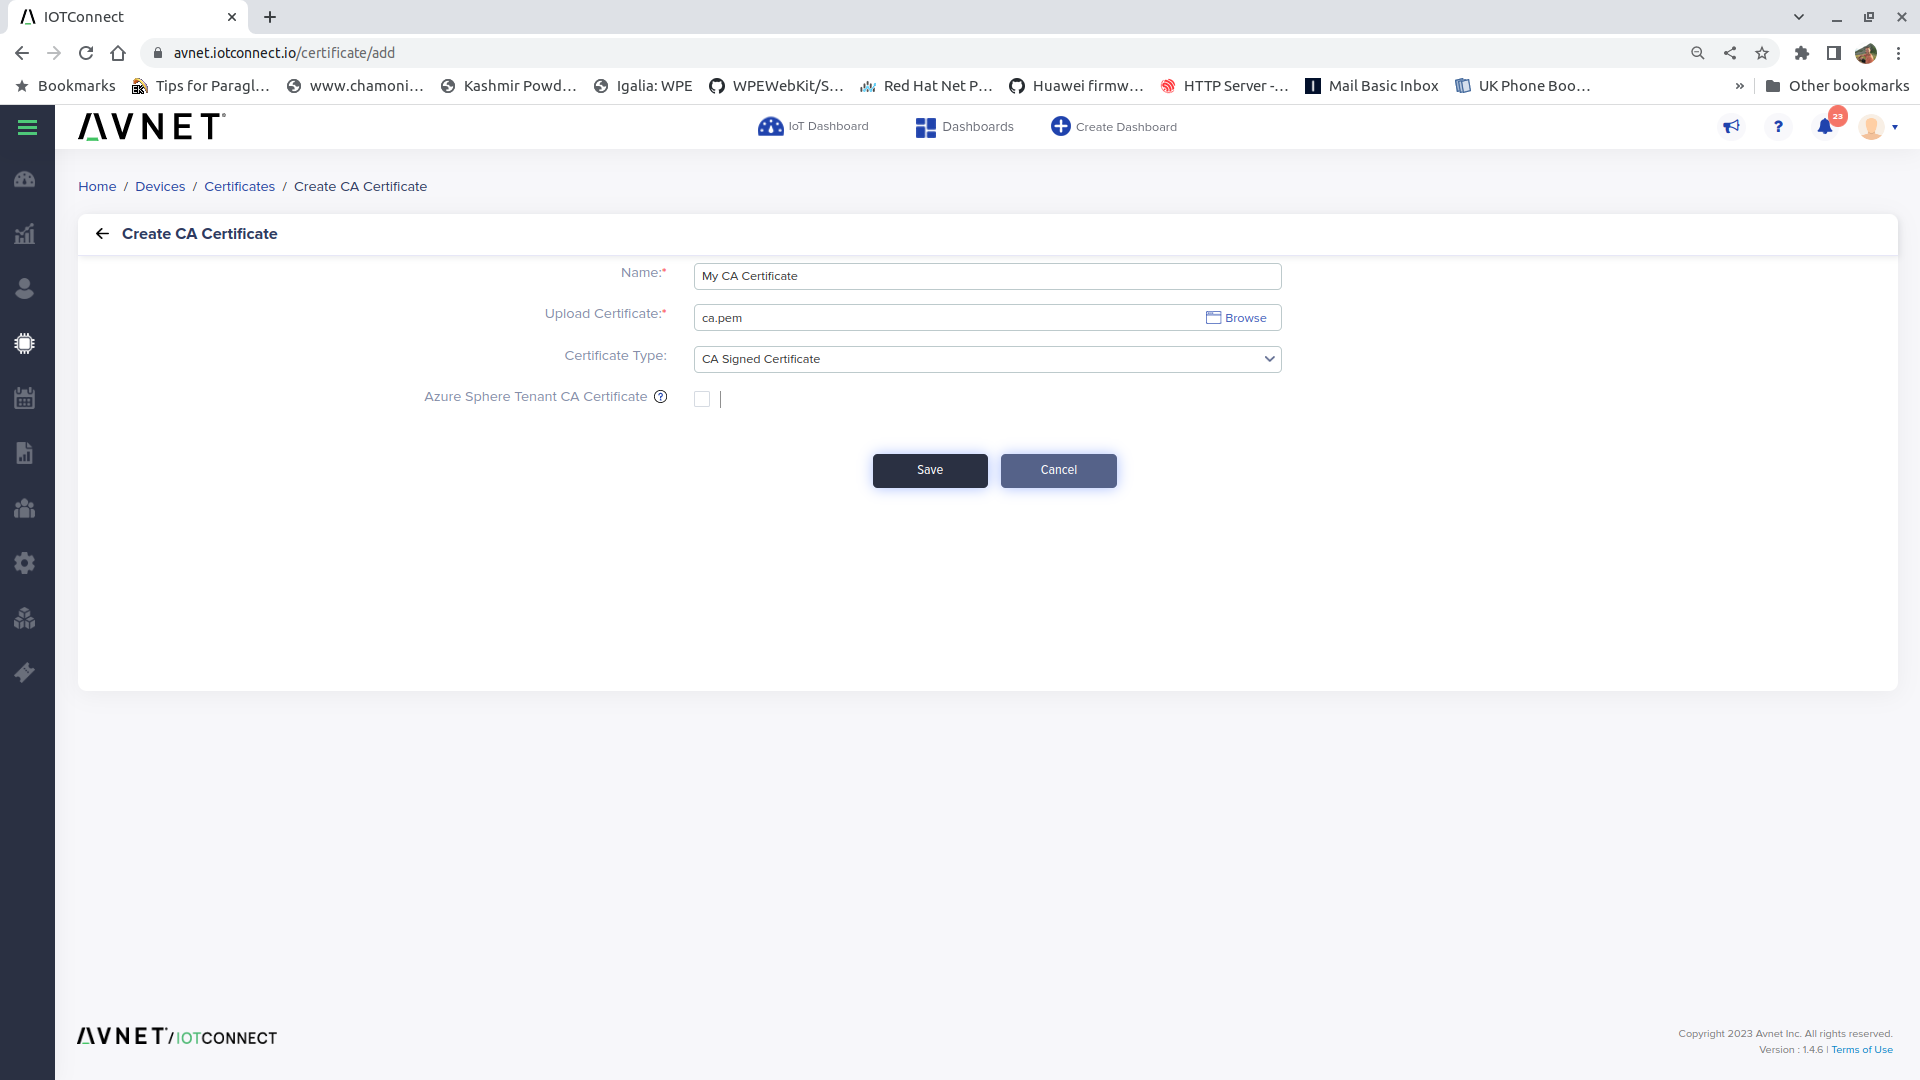 IOTConnect
avnet.iotconnect.io/certificate/add
Bookmarks Tips for Paragl... www.chamoni... Kashmir Powd... Igalia: WPE WPEWebKit/S... Red Hat Net P... Huawei firmw... HTTP Server -... Mail Basic Inbox UK Phone Boo... » Other bookmarks
AVNET IoT Dashboard Dashboards Create Dashboard ? 23
Home / Devices / Certificates / Create CA Certificate
Create CA Certificate
Name:* My CA Certificate
Upload Certificate:* ca.pem Browse
Certificate Type: CA Signed Certificate
Azure Sphere Tenant CA Certificate ? |
Save Cancel
AVNET / IOTCONNECT
Copyright 2023 Avnet Inc. All rights reserved.
Version : 1.4.6 | Terms of Use